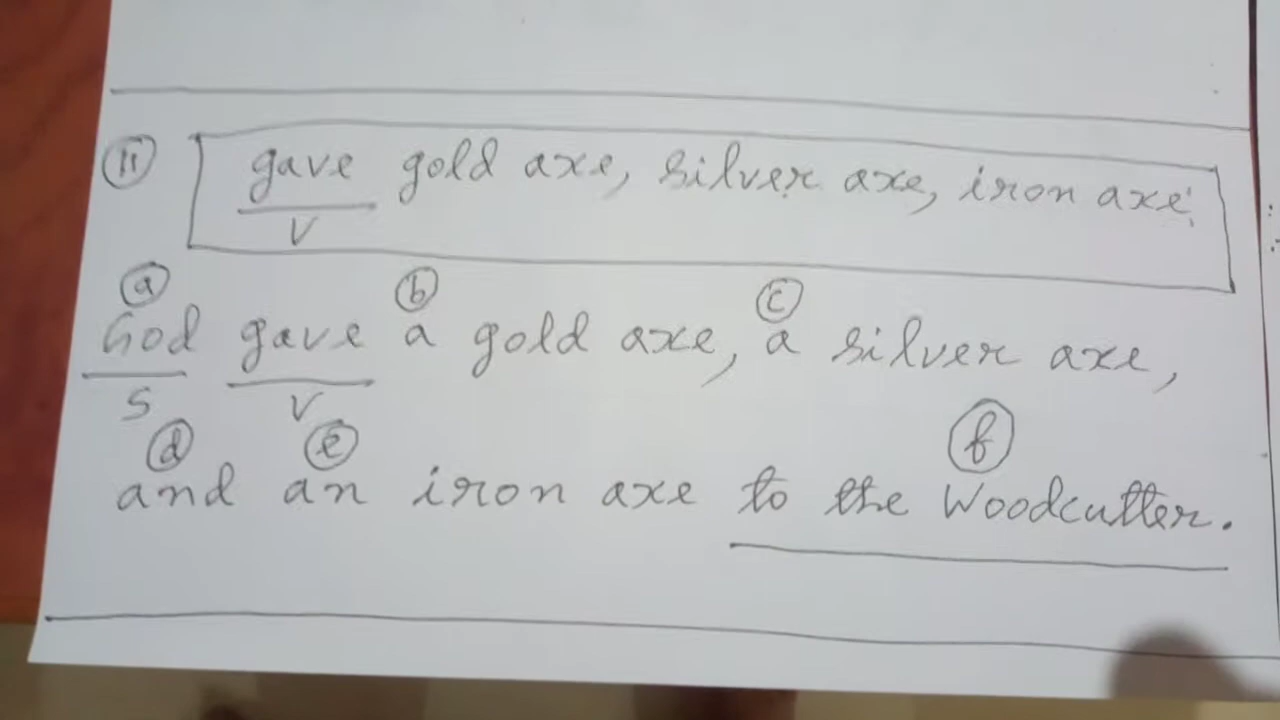 ii gave gold axe, silver axe, iron axe.
V
a b c
God gave a gold axe, a silver axe,
S V
d e f
and an iron axe to the Woodcutter.